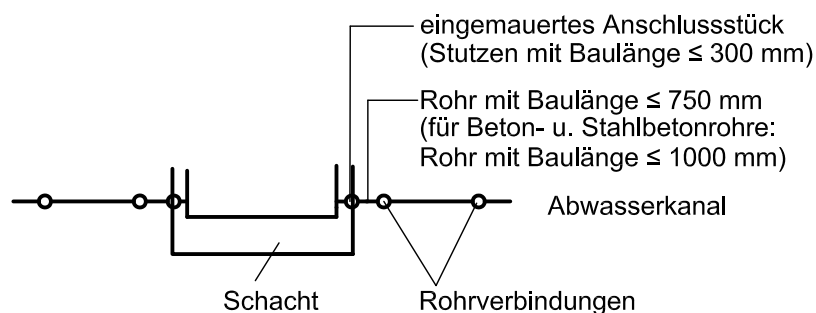 eingemauertes Anschlussstück
(Stutzen mit Baulänge ≤ 300 mm)
Rohr mit Baulänge ≤ 750 mm
(für Beton- u. Stahlbetonrohre:
Rohr mit Baulänge ≤ 1000 mm)
Abwasserkanal
Schacht
Rohrverbindungen